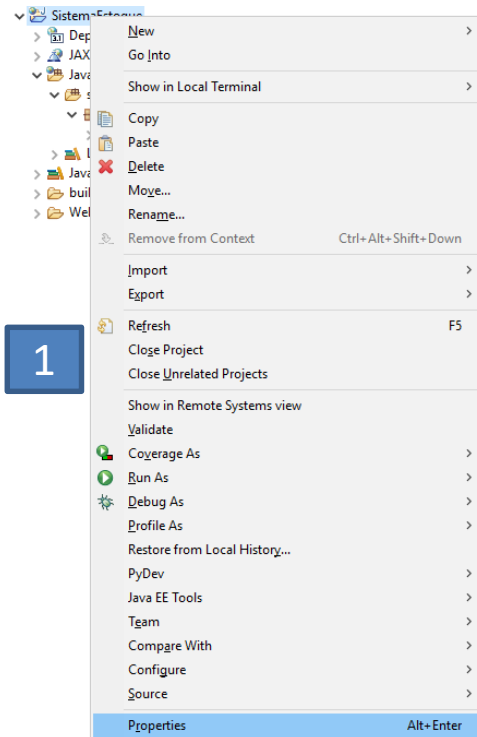 SistemaEstoque
3.1 Dep
JAX
Java
s
L
Java
buil
We
1
New
Go Into
Show in Local Terminal
Copy
Paste
Delete
Move...
Rename...
Remove from Context Ctrl+Alt+Shift+Down
Import
Export
Refresh F5
Close Project
Close Unrelated Projects
Show in Remote Systems view
Validate
Coverage As
Run As
Debug As
Profile As
Restore from Local History...
PyDev
Java EE Tools
Team
Compare With
Configure
Source
Properties Alt+Enter